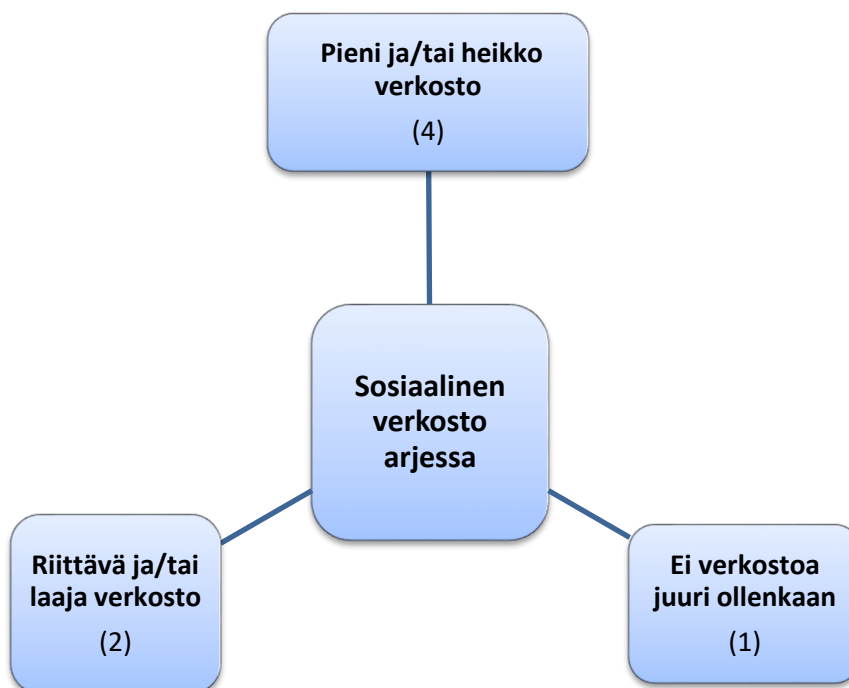 Pieni ja/tai heikko
verkosto
(4)
Sosiaalinen
verkosto
arjessa
Riittävä ja/tai
laaja verkosto
(2)
Ei verkostoa
juuri ollenkaan
(1)